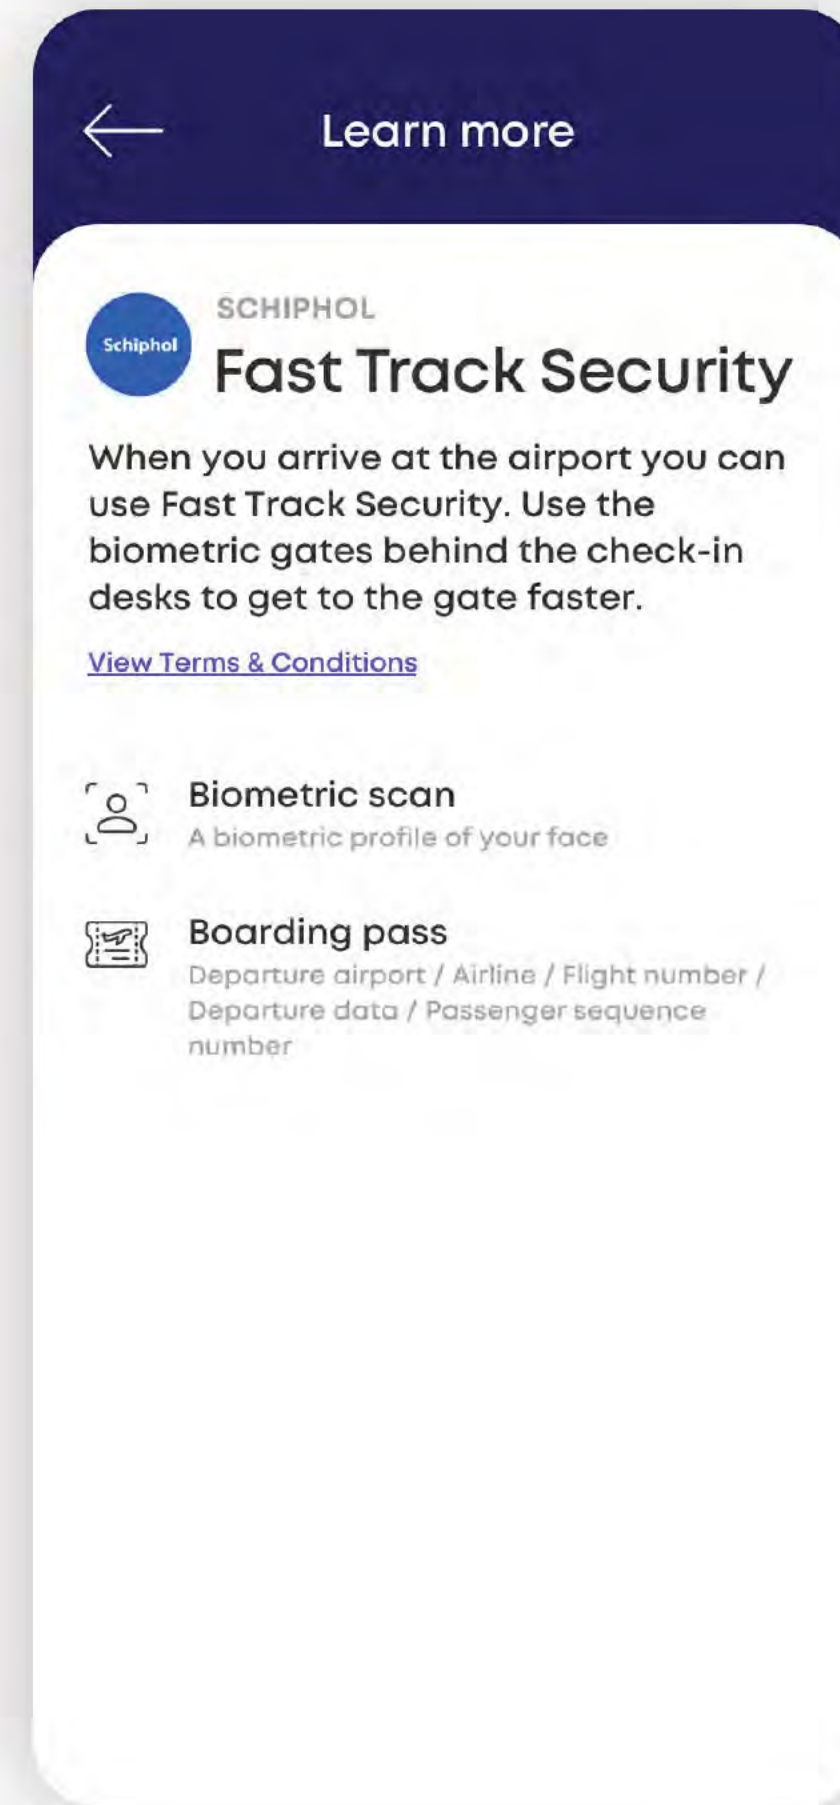 Learn more
SCHIPHOL
Schiphol
Fast Track Security
When you arrive at the airport you can
use Fast Track Security. Use the
biometric gates behind the check-in
desks to get to the gate faster.
View Terms & Conditions
Biometric scan
A biometric profile of your face
Boarding pass
Departure airport / Airline / Flight number /
Departure data / Passenger sequence
number